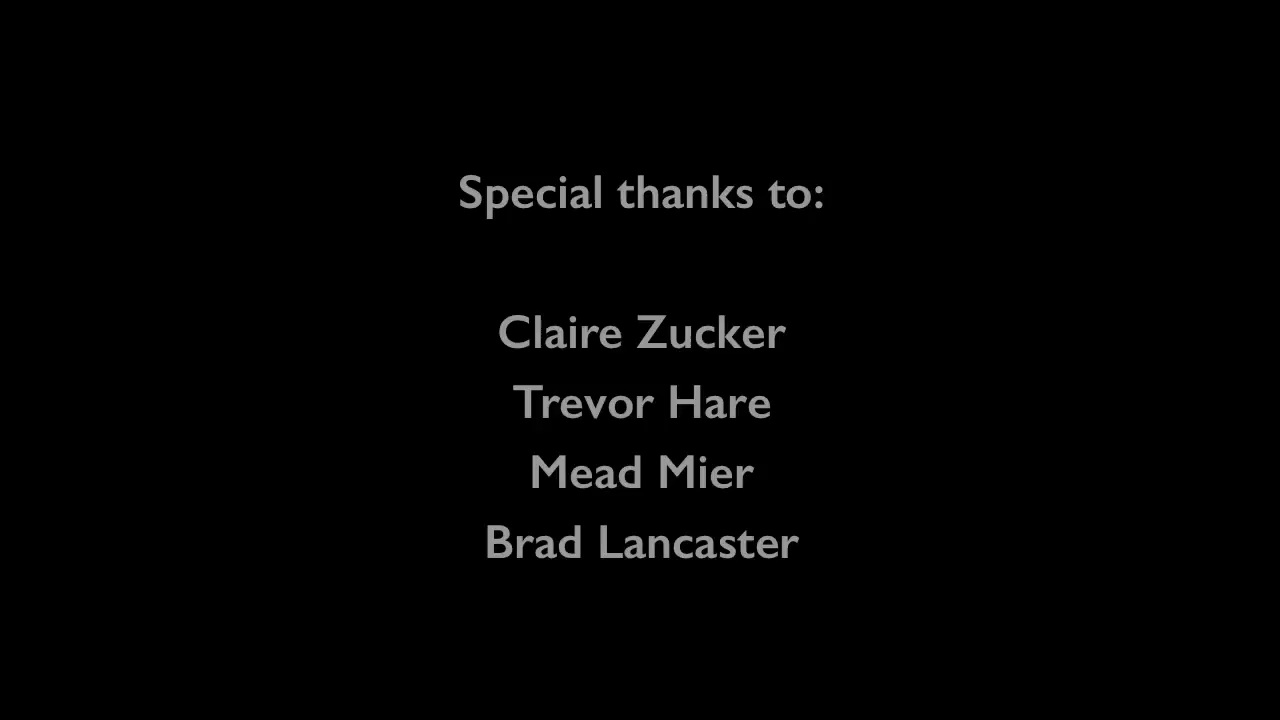 Special thanks to:
Claire Zucker
Trevor Hare
Mead Mier
Brad Lancaster